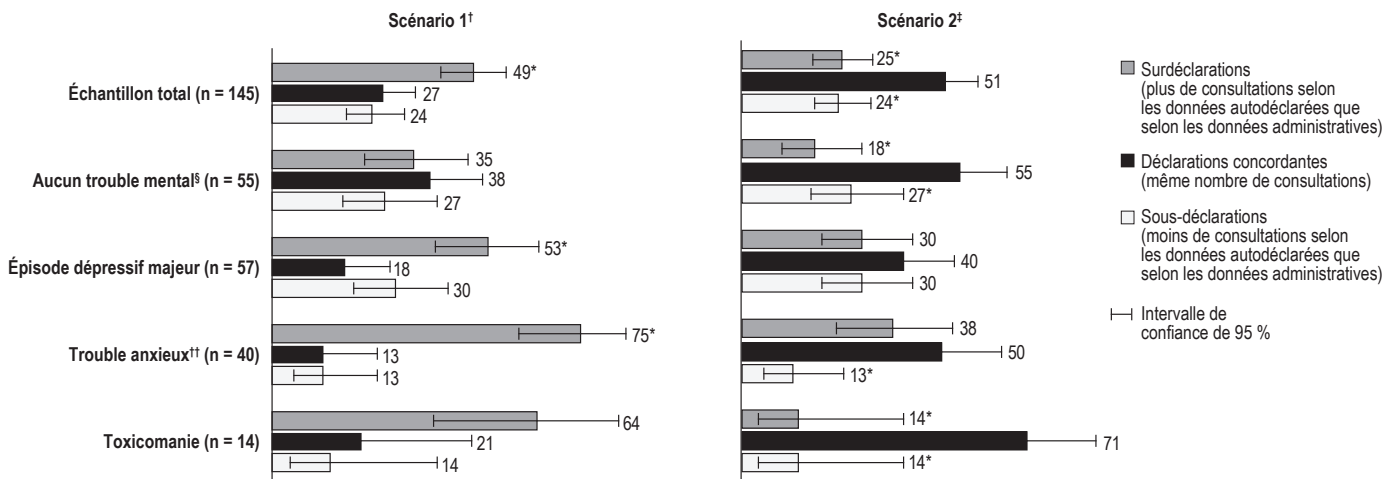 Scénario 1†
Échantillon total (n = 145)
49*
27
24
Aucun trouble mental§ (n = 55)
35
38
27
Épisode dépressif majeur (n = 57)
53*
18
30
Trouble anxieux†† (n = 40)
75*
13
13
Toxicomanie (n = 14)
64
21
14
Scénario 2‡
25*
51
24*
18*
55
27*
30
40
30
38
50
13*
14*
71
14*
Surdéclarations
(plus de consultations selon
les données autodéclarées que
selon les données administratives)
Déclarations concordantes
(même nombre de consultations)
Sous-déclarations
(moins de consultations selon
les données autodéclarées que
selon les données administratives)
Intervalle de
confiance de 95 %